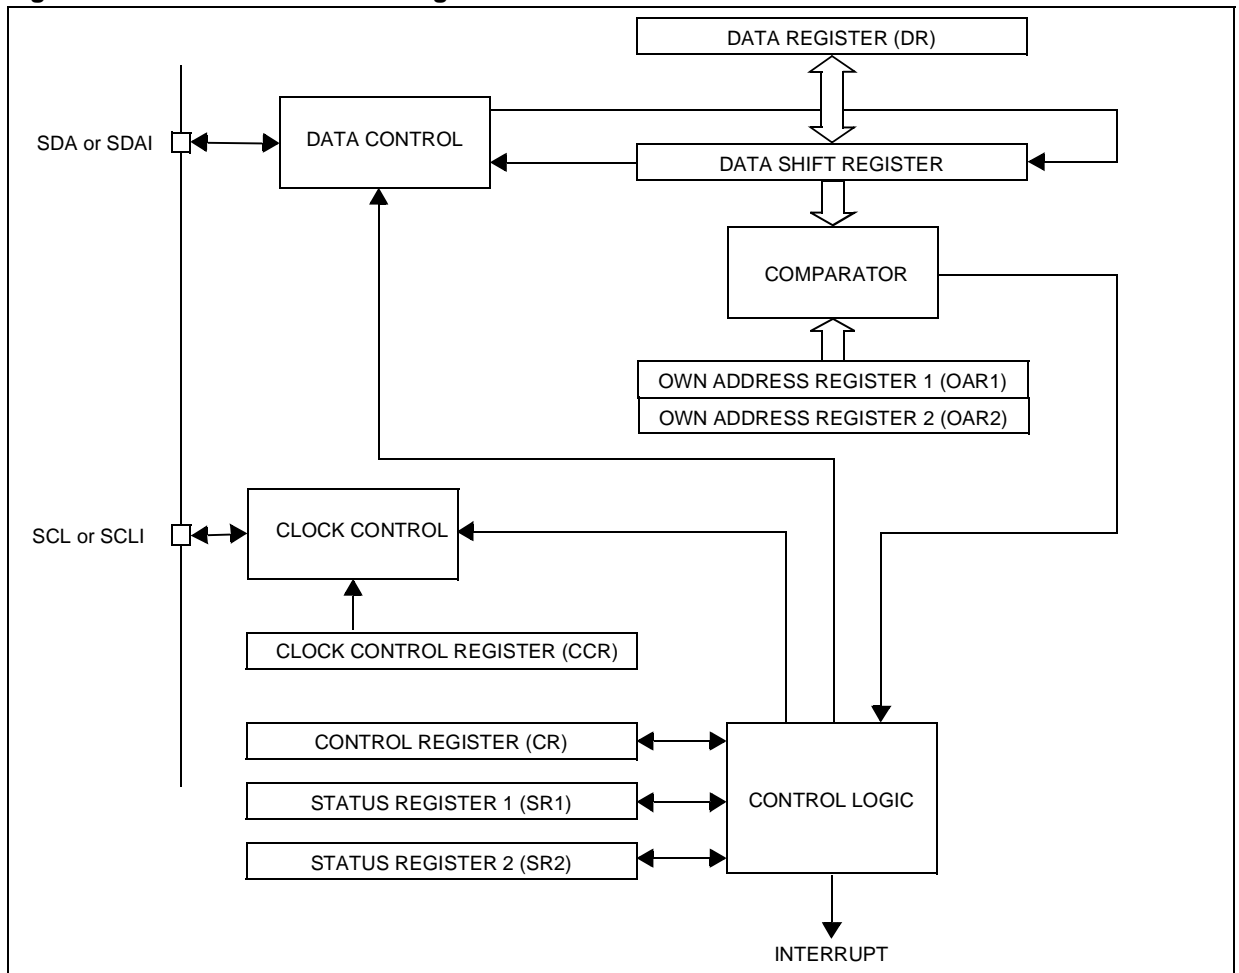 DATA REGISTER (DR)
SDA or SDAI
DATA CONTROL
DATA SHIFT REGISTER
COMPARATOR
OWN ADDRESS REGISTER 1 (OAR1)
OWN ADDRESS REGISTER 2 (OAR2)
SCL or SCLI
CLOCK CONTROL
CLOCK CONTROL REGISTER (CCR)
CONTROL REGISTER (CR)
STATUS REGISTER 1 (SR1)
CONTROL LOGIC
STATUS REGISTER 2 (SR2)
INTERRUPT